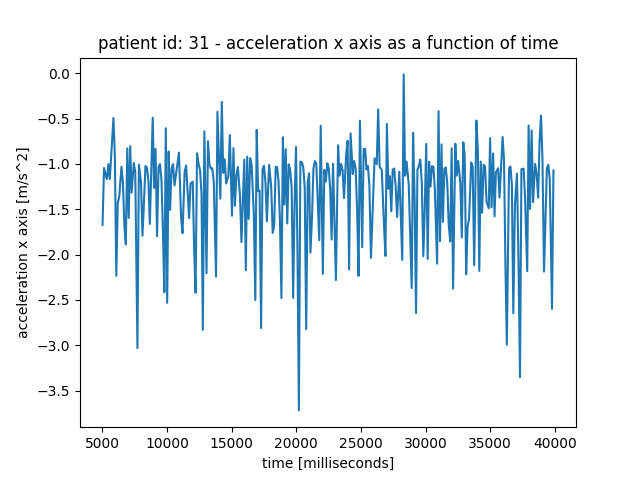 patient id: 31 - acceleration x axis as a function of time
0.0
−0.5
−1.0
−1.5
−2.0
−2.5
−3.0
−3.5
acceleration x axis [m/s^2]
5000 10000 15000 20000 25000 30000 35000 40000
time [milliseconds]